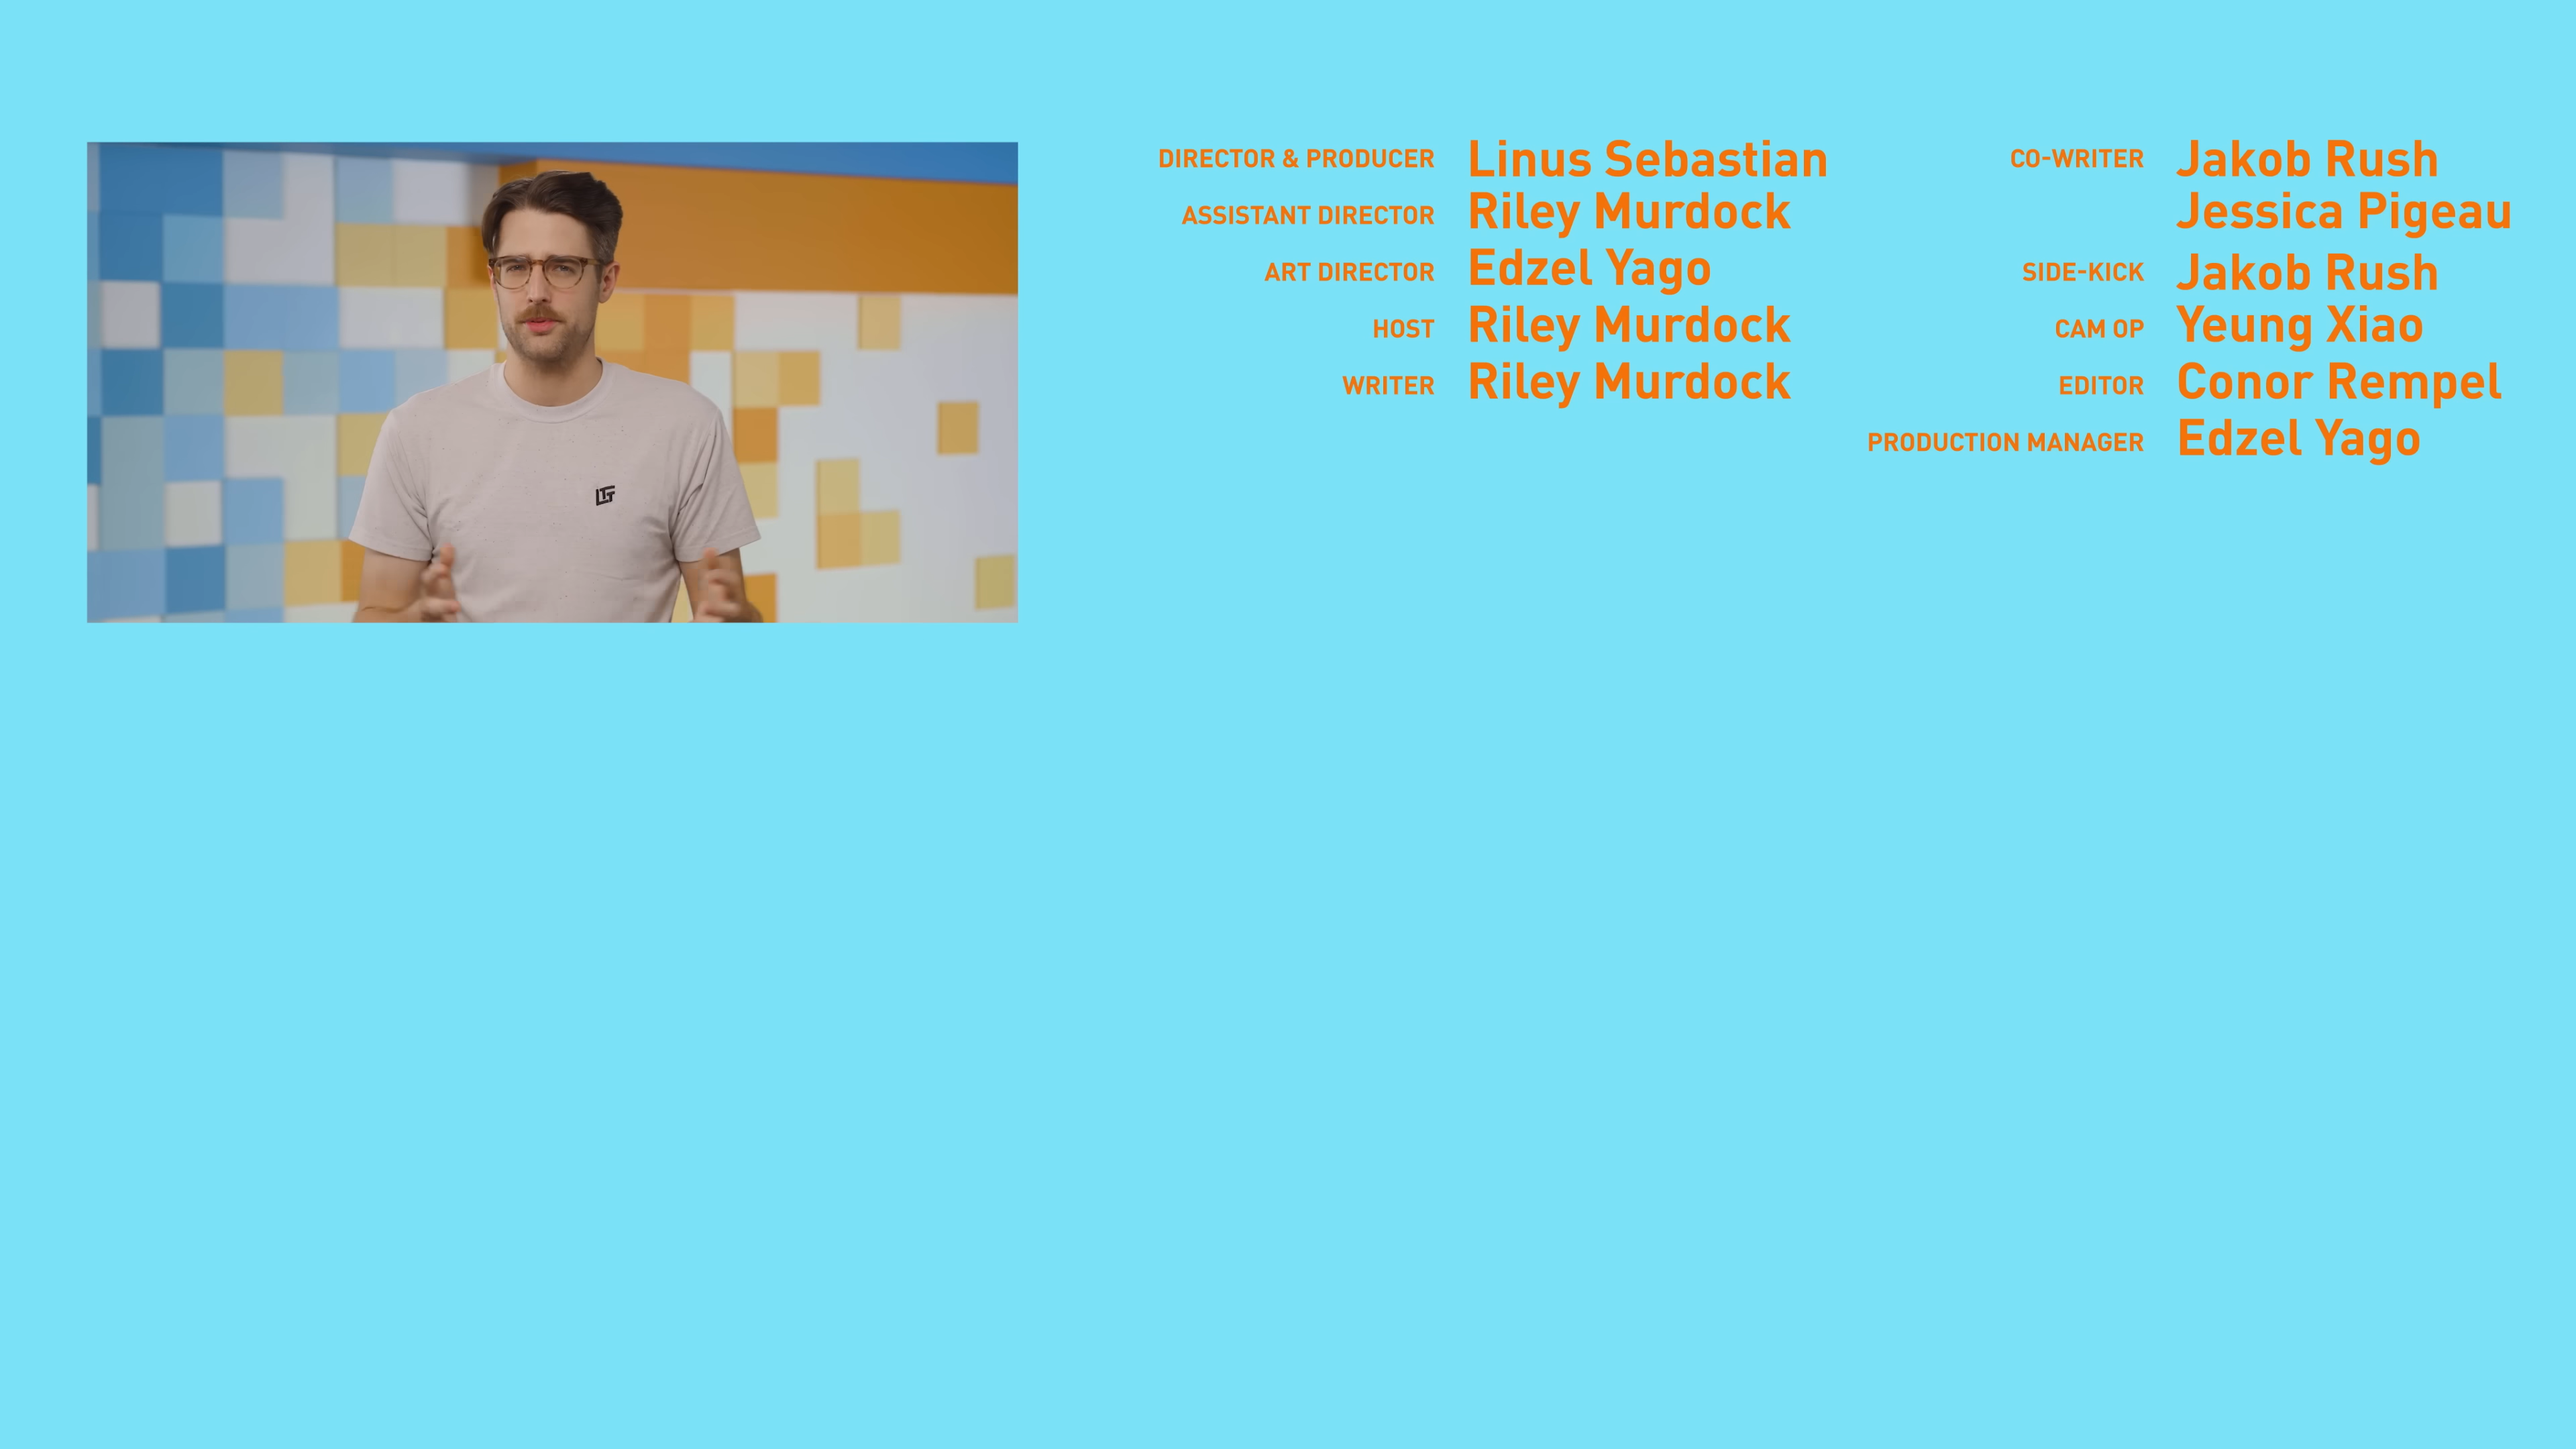 DIRECTOR & PRODUCER Linus Sebastian
ASSISTANT DIRECTOR Riley Murdock
ART DIRECTOR Edzel Yago
HOST Riley Murdock
WRITER Riley Murdock
CO-WRITER Jakob Rush
Jessica Pigeau
SIDE-KICK Jakob Rush
CAM OP Yeung Xiao
EDITOR Conor Rempel
PRODUCTION MANAGER Edzel Yago
LTT